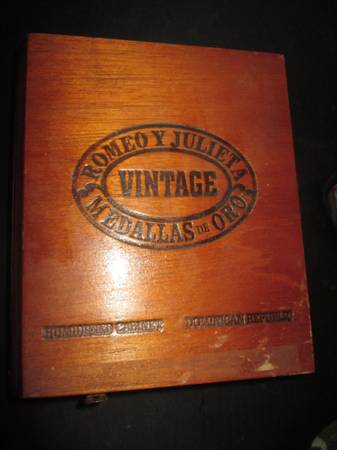 ROMEO Y JULIETA
VINTAGE
MEDALLAS DE ORO
HUMIDIFIED CABINET DOMINICAN REPUBLIC